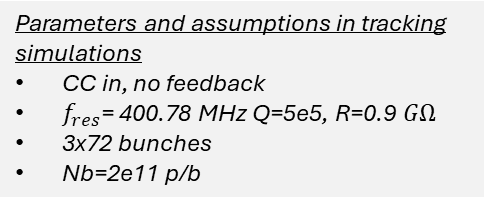 Parameters and assumptions in tracking
simulations
• CC in, no feedback
• f_res= 400.78 MHz Q=5e5, R=0.9 GΩ
• 3x72 bunches
• Nb=2e11 p/b